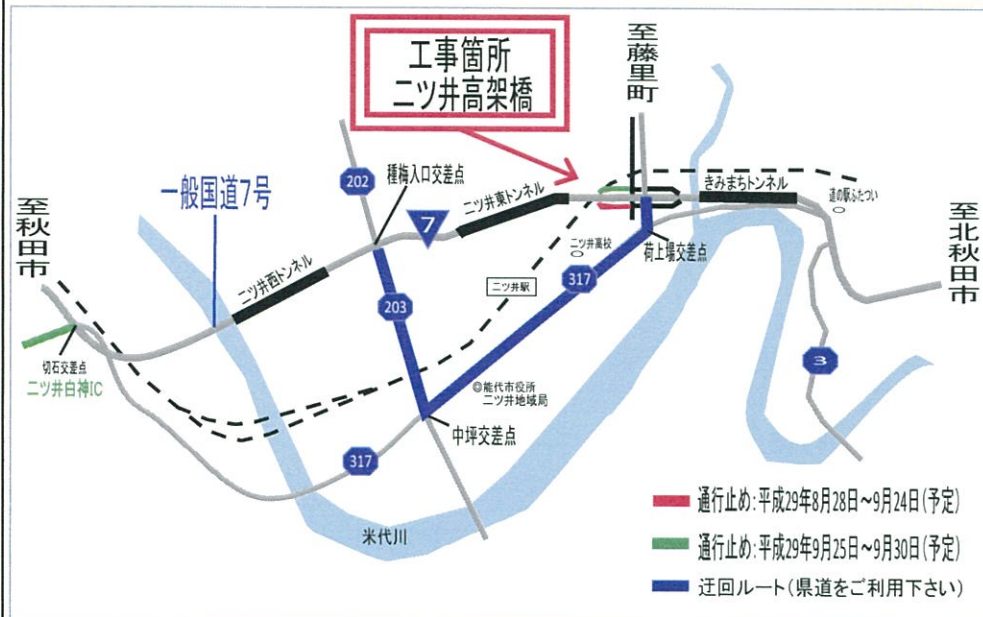 工事箇所
二ツ井高架橋
至藤里町
202
種梅入口交差点
一般国道7号
7
二ツ井東トンネル
きみまちトンネル
道の駅ふたつい
至秋田市
二ツ井高校
荷上場交差点
至北秋田市
二ツ井西トンネル
二ツ井駅
317
203
切石交差点
二ツ井白神IC
3
◎能代市役所
二ツ井地域局
中坪交差点
317
米代川
通行止め:平成29年8月28日～9月24日(予定)
通行止め:平成29年9月25日～9月30日(予定)
迂回ルート(県道をご利用下さい)